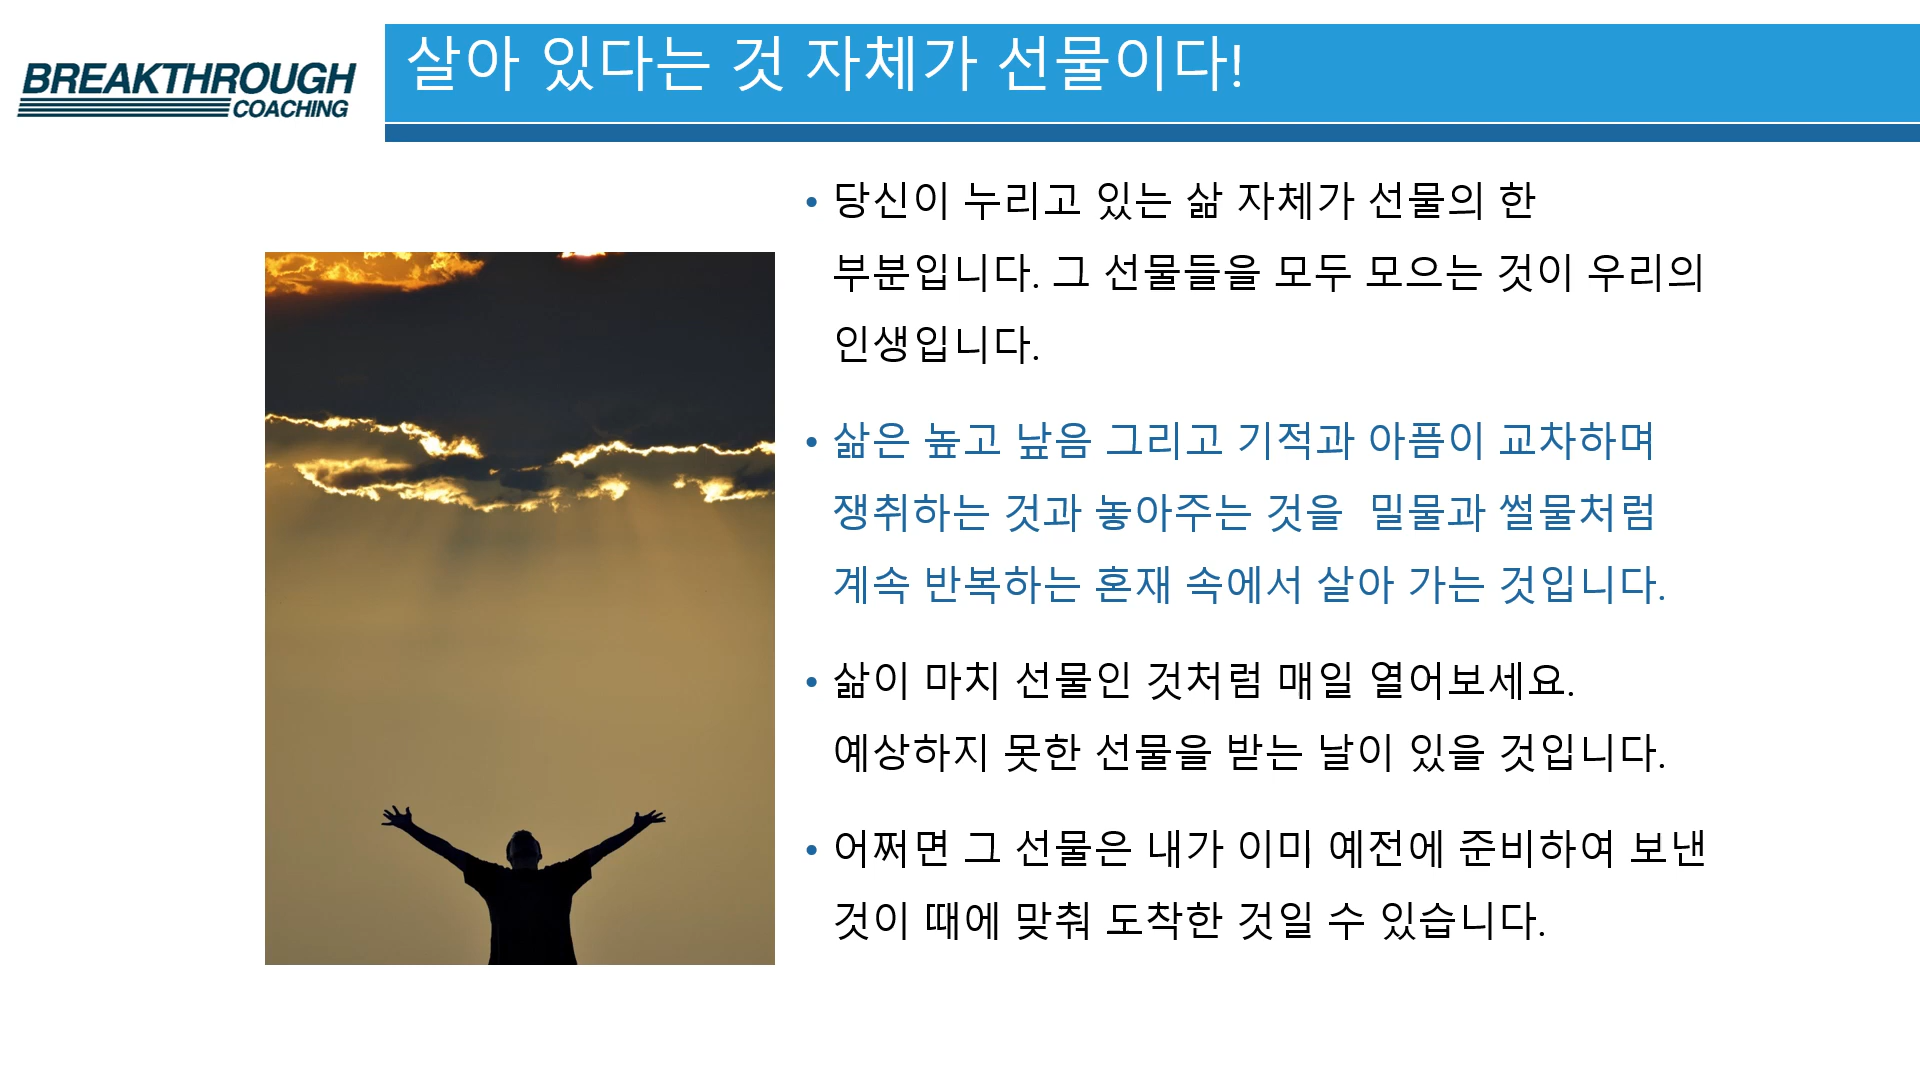 BREAKTHROUGH
COACHING
살아 있다는 것 자체가 선물이다!
• 당신이 누리고 있는 삶 자체가 선물의 한
부분입니다. 그 선물들을 모두 모으는 것이 우리의
인생입니다.
• 삶은 높고 낮음 그리고 기적과 아픔이 교차하며
쟁취하는 것과 놓아주는 것을 밀물과 썰물처럼
계속 반복하는 혼재 속에서 살아 가는 것입니다.
• 삶이 마치 선물인 것처럼 매일 열어보세요.
예상하지 못한 선물을 받는 날이 있을 것입니다.
• 어쩌면 그 선물은 내가 이미 예전에 준비하여 보낸
것이 때에 맞춰 도착한 것일 수 있습니다.